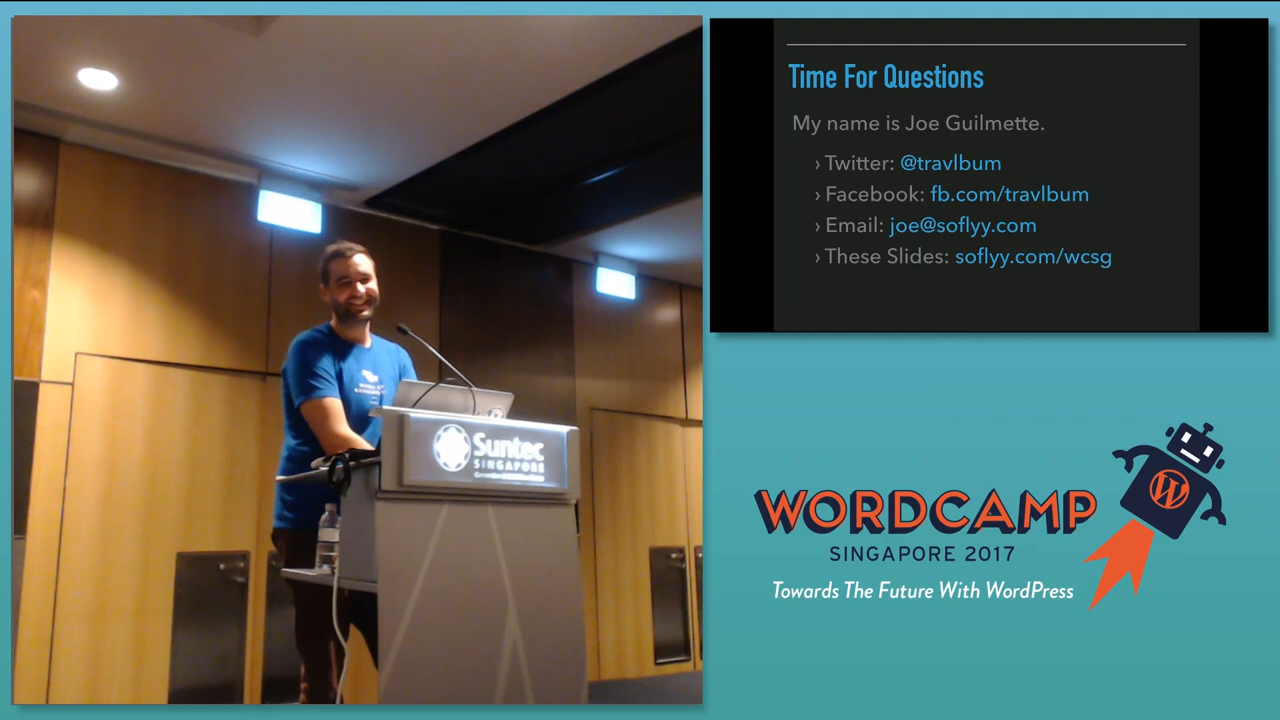 Time For Questions
My name is Joe Guilmette.
› Twitter: @travlbum
› Facebook: fb.com/travlbum
› Email: joe@soflyy.com
› These Slides: soflyy.com/wcsg
Suntec
SINGAPORE
WORDCAMP
SINGAPORE 2017
Towards The Future With WordPress